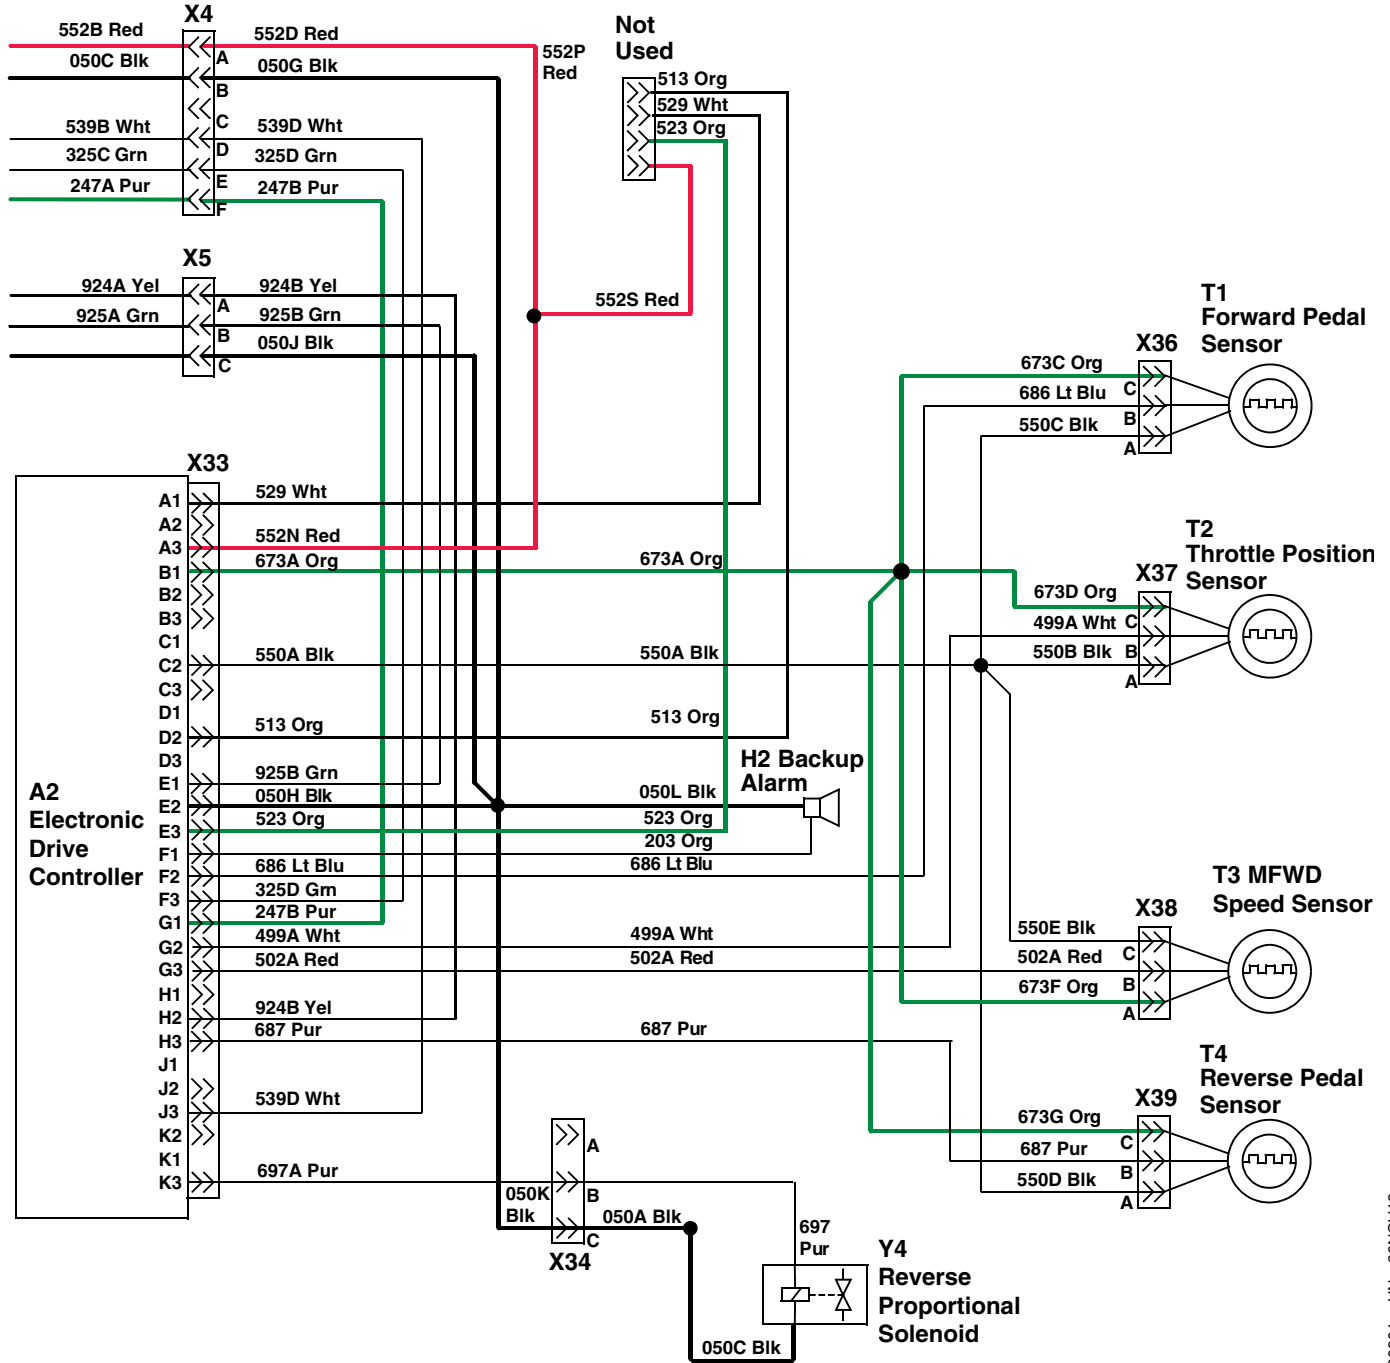 X4
552B Red
552D Red
A
050C Blk
050G Blk
B
C
539B Wht
539D Wht
D
325C Grn
325D Grn
E
247A Pur
247B Pur
F
552P
Red
Not
Used
513 Org
529 Wht
523 Org
552S Red
X5
924A Yel
924B Yel
A
925A Grn
925B Grn
B
050J Blk
C
X33
A2
Electronic
Drive
Controller
A1
529 Wht
A2
A3
552N Red
B1
673A Org
673A Org
B2
B3
C1
C2
550A Blk
550A Blk
C3
D1
D2
513 Org
513 Org
D3
E1
925B Grn
E2
050H Blk
050L Blk
E3
523 Org
523 Org
F1
203 Org
F2
686 Lt Blu
686 Lt Blu
F3
325D Grn
G1
247B Pur
G2
499A Wht
499A Wht
G3
502A Red
502A Red
H1
H2
924B Yel
H3
687 Pur
687 Pur
J1
J2
J3
539D Wht
K2
K1
K3
697A Pur
H2 Backup
Alarm
T1
Forward Pedal
Sensor
X36
673C Org
C
686 Lt Blu
B
550C Blk
A
T2
Throttle Position
Sensor
X37
673D Org
C
499A Wht
B
550B Blk
A
T3 MFWD
Speed Sensor
X38
550E Blk
C
502A Red
B
673F Org
A
T4
Reverse Pedal
Sensor
X39
673G Org
C
687 Pur
B
550D Blk
A
A
B
C
X34
050K
Blk
050A Blk
697
Pur
050C Blk
Y4
Reverse
Proportional
Solenoid